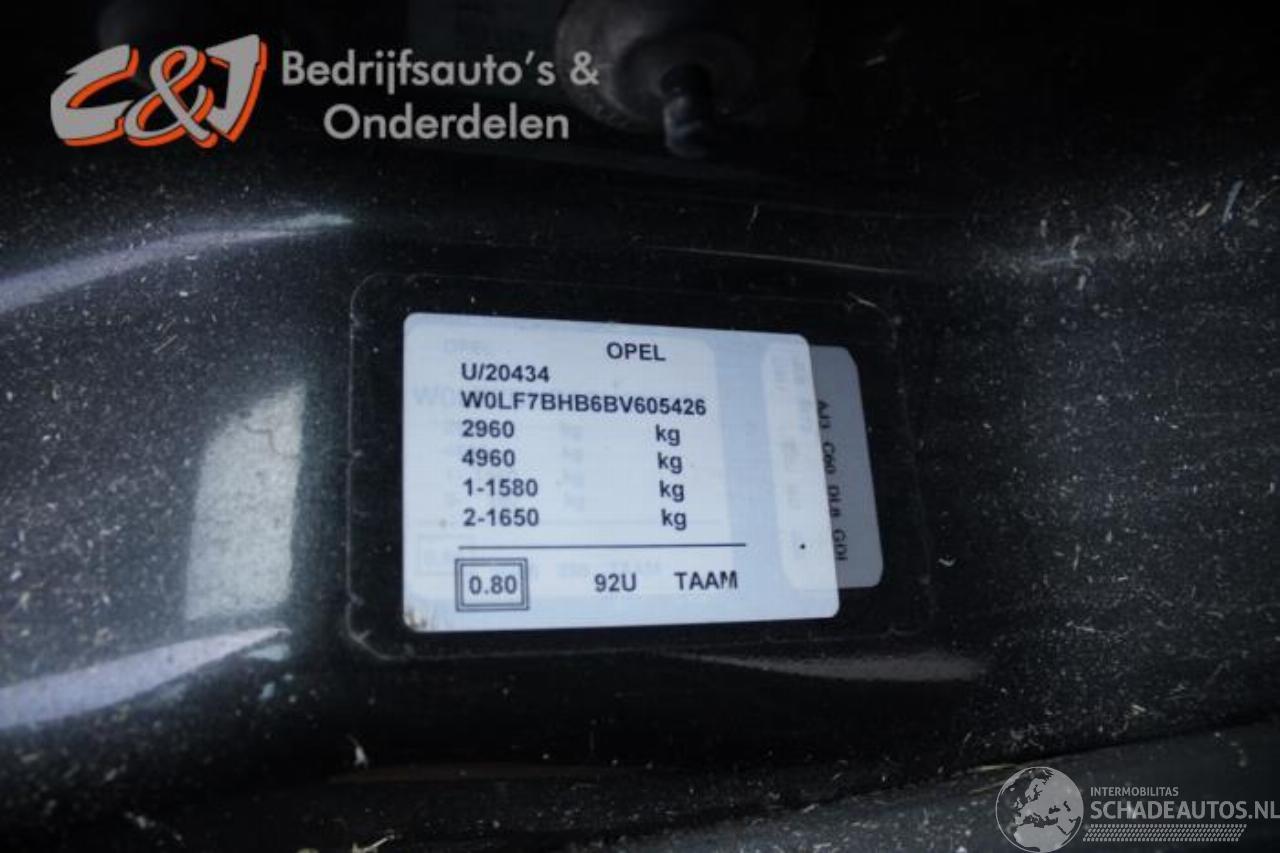 C&J Bedrijfsauto's &
Onderdelen
OPEL
U/20434
W0LF7BHB6BV605426
2960 kg
4960 kg
1-1580 kg
2-1650 kg
0.80 92U TAAM
INTERMOBILITAS
SCHADEAUTOS.NL